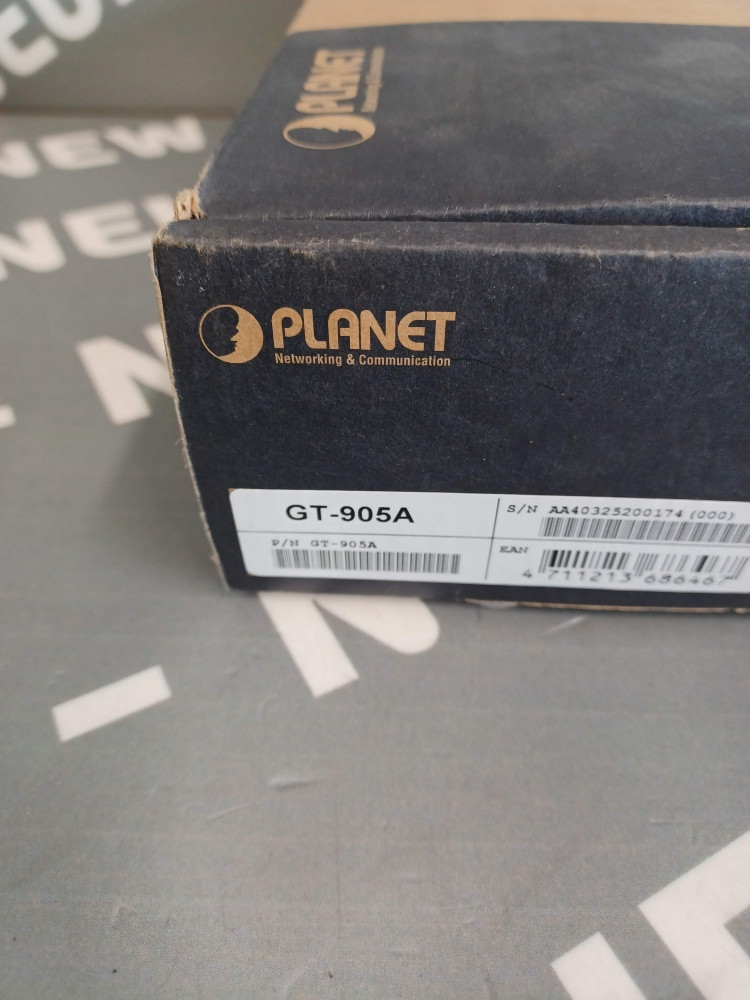 NEW
NEW
PLANET
PLANET
Networking & Communication
GT-905A
S/N AA40325200174(000)
P/N GT-905A
EAN
4 711213 686467